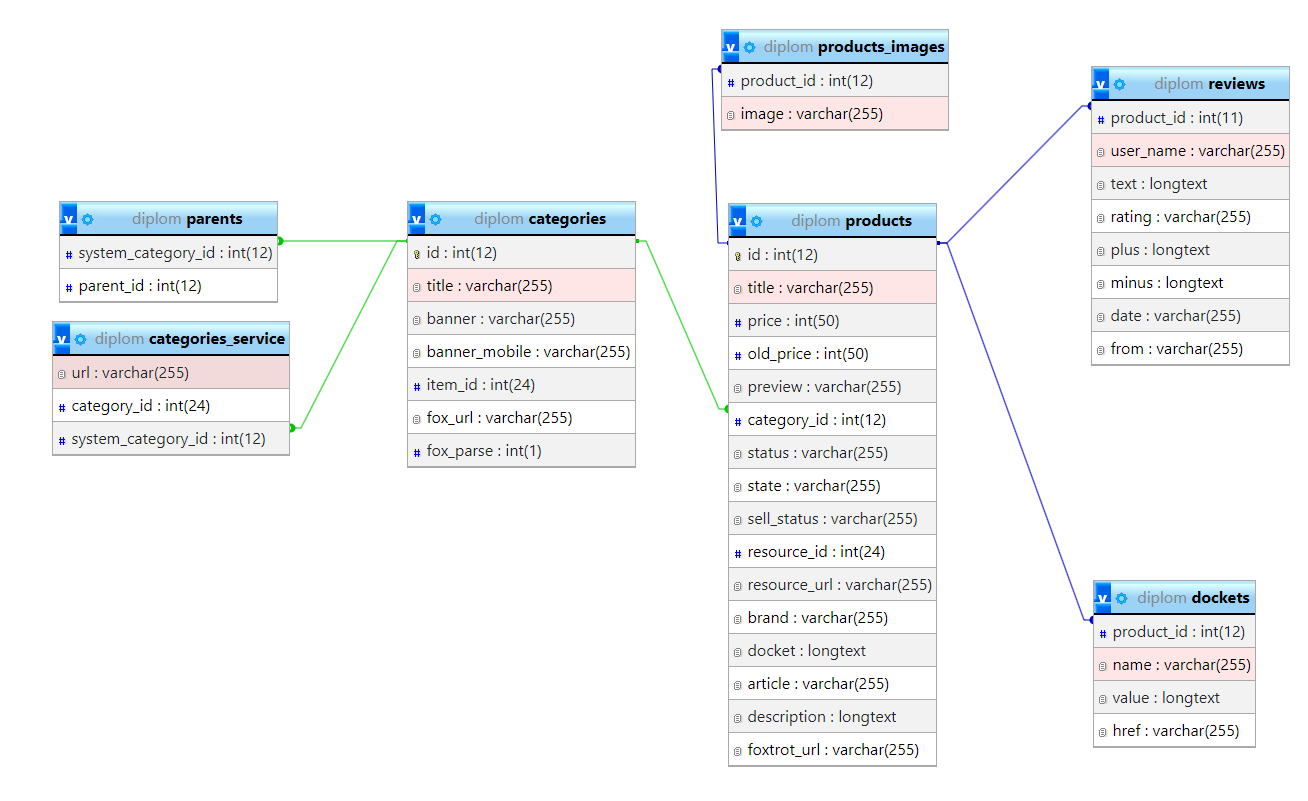 diplom products_images
product_id : int(12)
image : varchar(255)
diplom reviews
product_id : int(11)
user_name : varchar(255)
text : longtext
rating : varchar(255)
plus : longtext
minus : longtext
date : varchar(255)
from : varchar(255)
diplom parents
system_category_id : int(12)
parent_id : int(12)
diplom categories_service
url : varchar(255)
category_id : int(24)
system_category_id : int(12)
diplom categories
id : int(12)
title : varchar(255)
banner : varchar(255)
banner_mobile : varchar(255)
item_id : int(24)
fox_url : varchar(255)
fox_parse : int(1)
diplom products
id : int(12)
title : varchar(255)
price : int(50)
old_price : int(50)
preview : varchar(255)
category_id : int(12)
status : varchar(255)
state : varchar(255)
sell_status : varchar(255)
resource_id : int(24)
resource_url : varchar(255)
brand : varchar(255)
docket : longtext
article : varchar(255)
description : longtext
foxtrot_url : varchar(255)
diplom dockets
product_id : int(12)
name : varchar(255)
value : longtext
href : varchar(255)